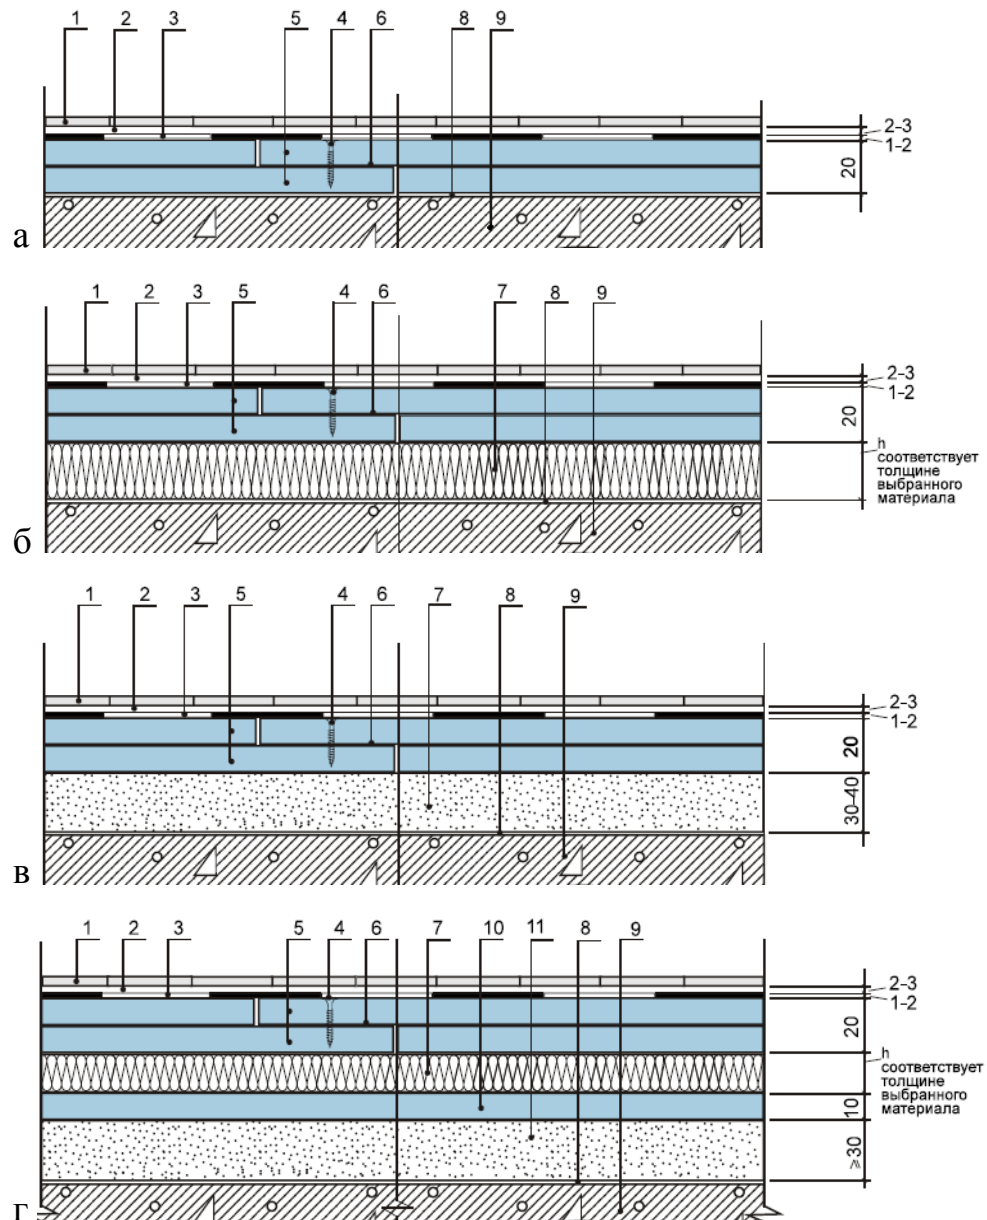 1 2 3 5 4 6 8 9
2-3
1-2
20
а
1 2 3 5 4 6 7 8 9
2-3
1-2
20
h
соответствует
толщине
выбранного
материала
б
1 2 3 5 4 6 7 8 9
2-3
1-2
20
30-40
в
1 2 3 5 4 6 7 10 11 8 9
2-3
1-2
20
h
соответствует
толщине
выбранного
материала
10
≥30
г